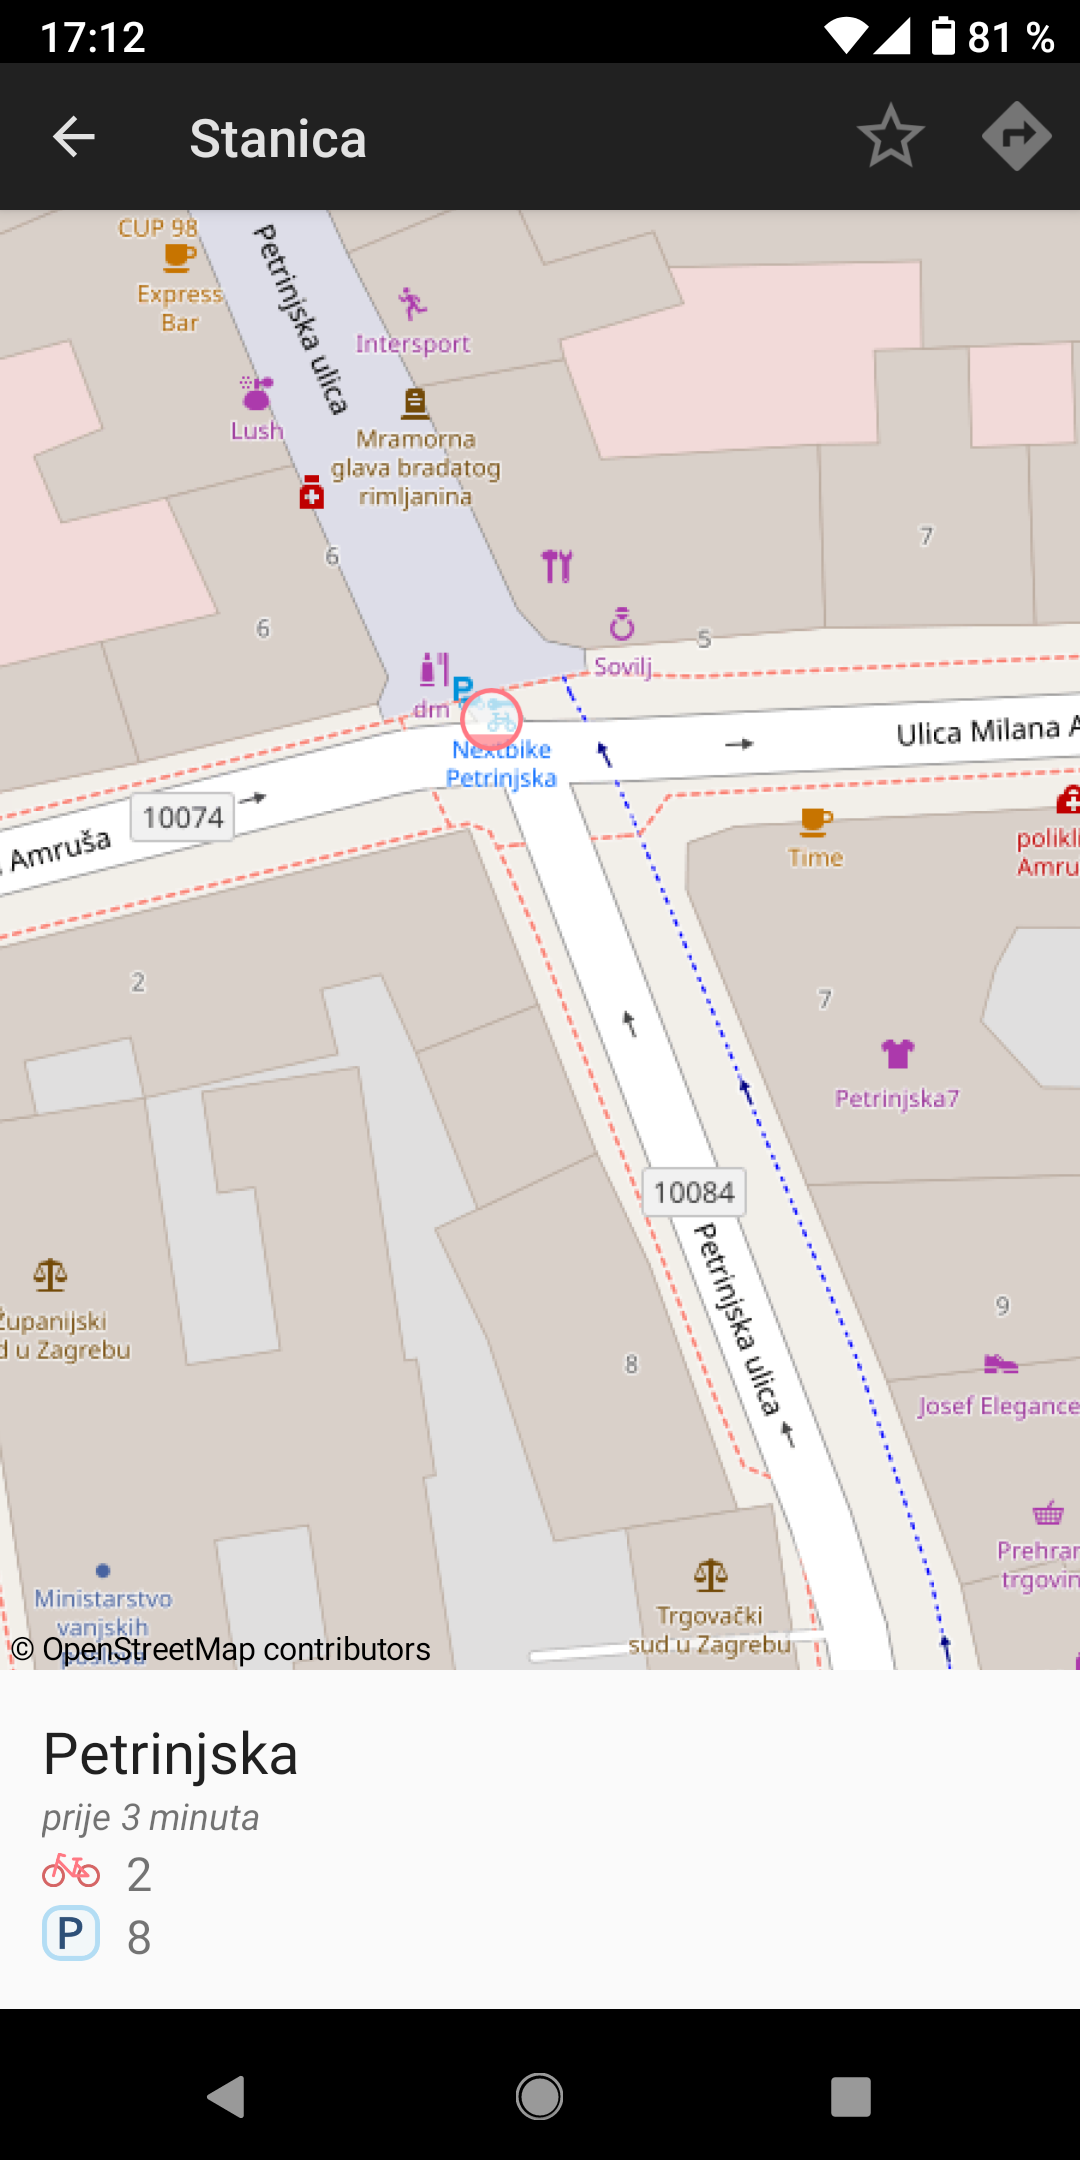 17:12
81 %
Stanica
CUP 98
Express
Bar
Petrinjska ulica
Intersport
Lush
Mramorna
glava bradatog
rimljanina
6
7
6
5
Sovilj
dm
P
Nextbike
Petrinjska
Ulica Milana A
10074
Amruša
Time
polikli
Amru
2
7
Petrinjska7
10084
Petrinjska ulica
Županijski
d u Zagrebu
9
8
Josef Elegance
Prehran
trgovin
Ministarstvo
vanjskih
poslova
Trgovački
sud u Zagrebu
© OpenStreetMap contributors
Petrinjska
prije 3 minuta
2
P
8